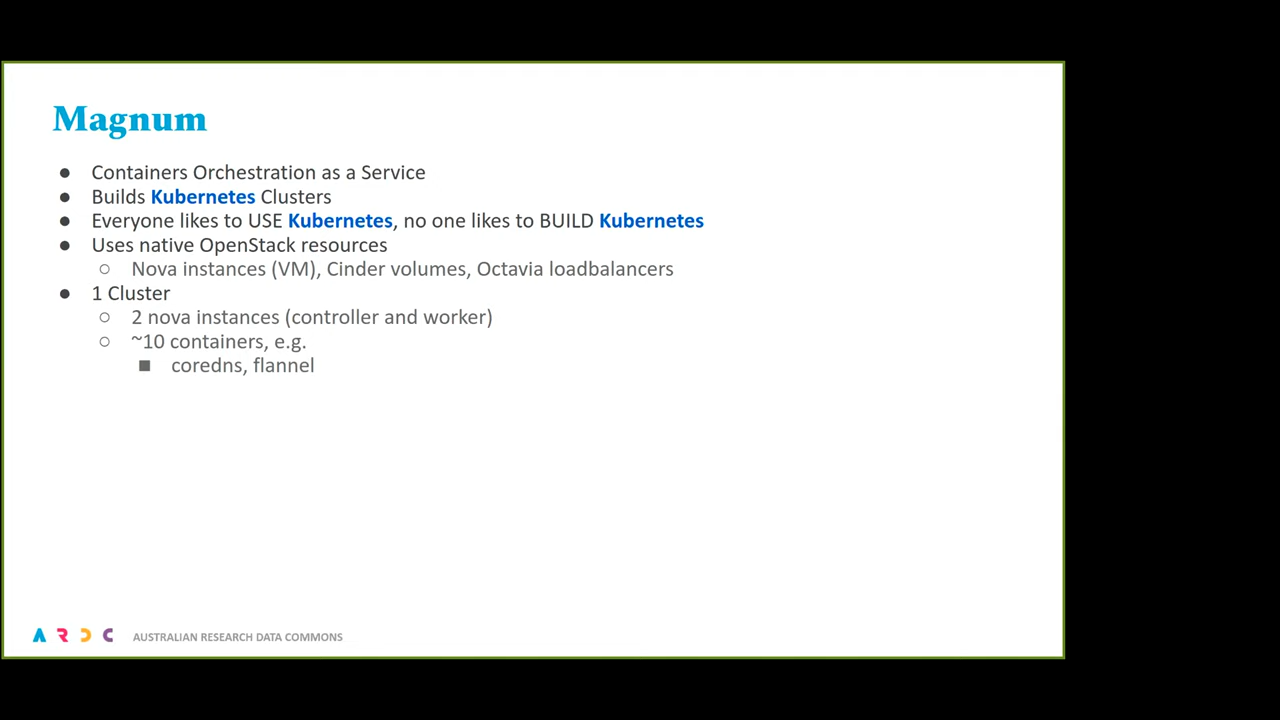 Magnum
● Containers Orchestration as a Service
● Builds Kubernetes Clusters
● Everyone likes to USE Kubernetes, no one likes to BUILD Kubernetes
● Uses native OpenStack resources
○ Nova instances (VM), Cinder volumes, Octavia loadbalancers
● 1 Cluster
○ 2 nova instances (controller and worker)
○ ~10 containers, e.g.
■ coredns, flannel
ARDC AUSTRALIAN RESEARCH DATA COMMONS